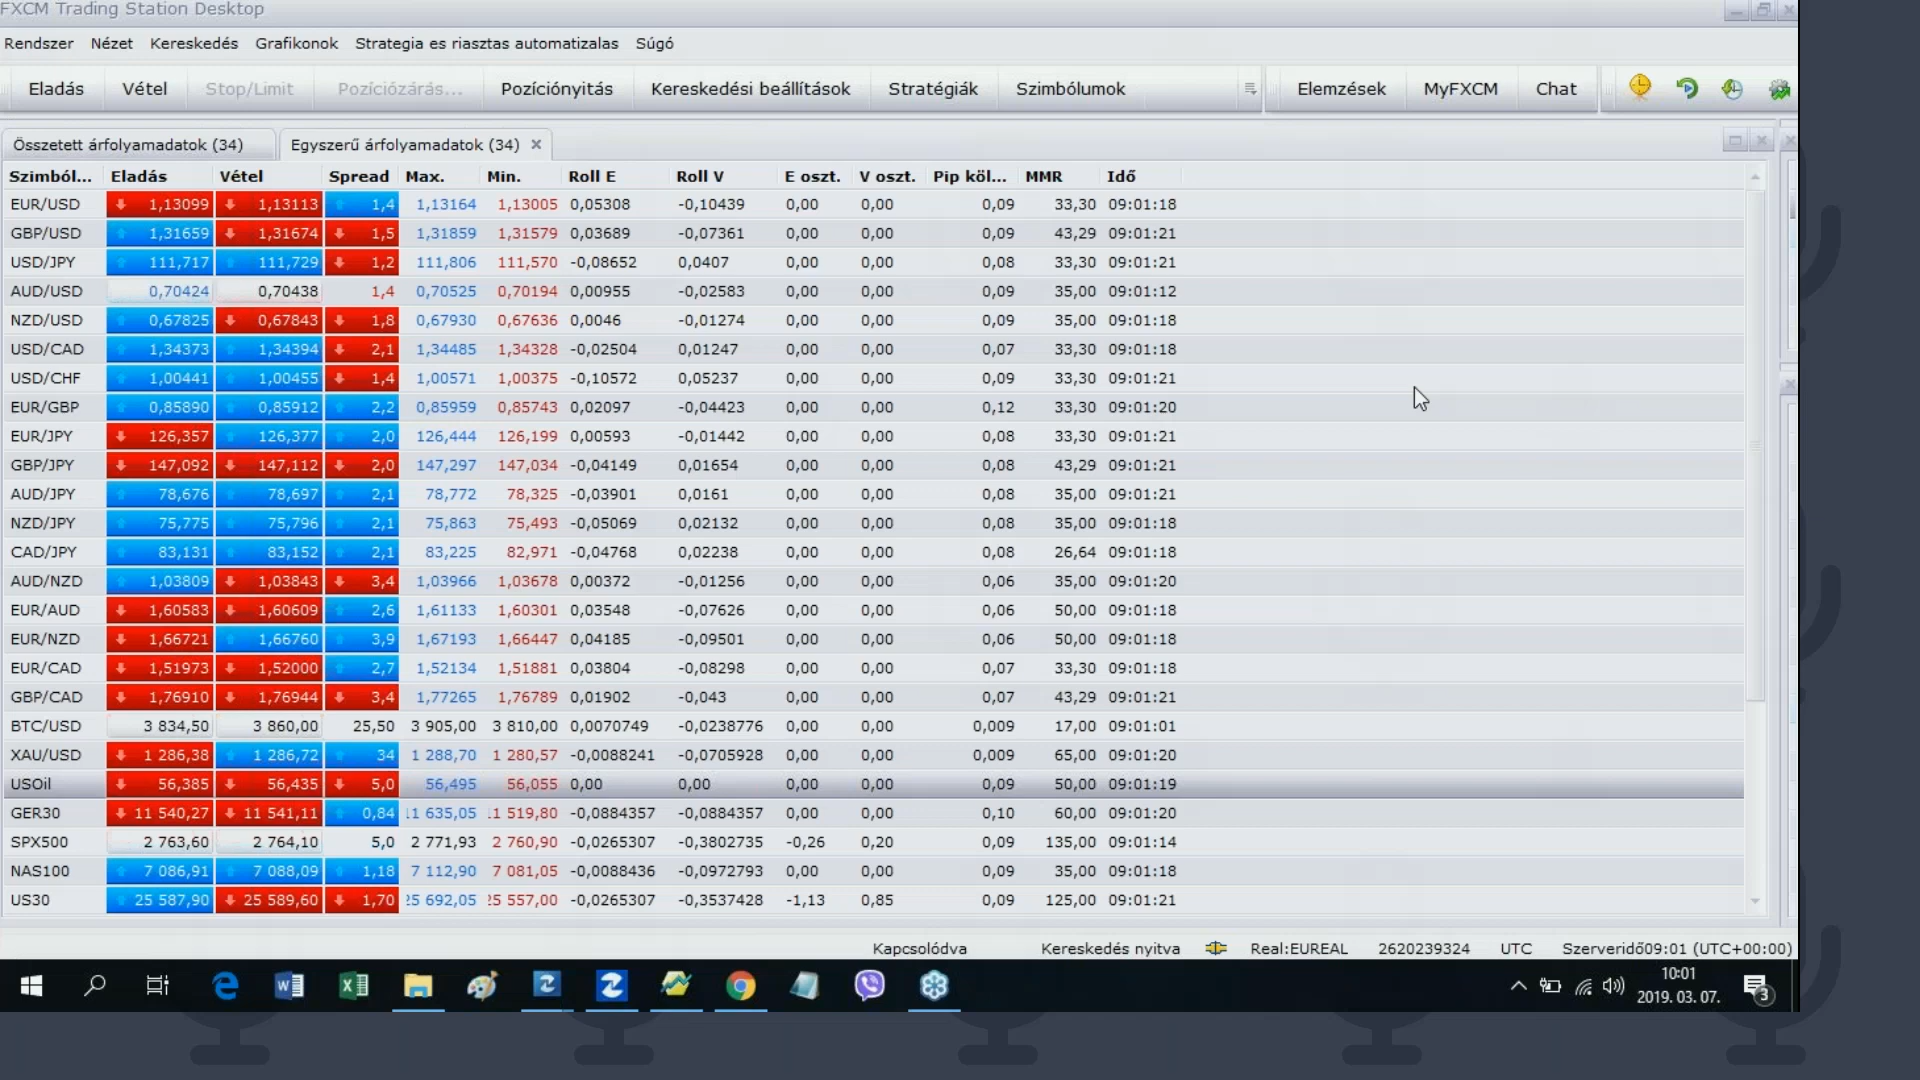 FXCM Trading Station Desktop
Rendszer Nézet Kereskedés Grafikonok Strategia es riasztas automatizalas Súgó
Eladás Vétel Stop/Limit Pozíciózárás... Pozíciónyitás Kereskedési beállítások Stratégiák Szimbólumok Elemzések MyFXCM Chat
Összetett árfolyamadatok (34) Egyszerű árfolyamadatok (34)
Szimból... Eladás Vétel Spread Max. Min. Roll E Roll V E oszt. V oszt. Pip köl... MMR Idő
EUR/USD 1,13099 1,13113 1,4 1,13164 1,13005 0,05308 -0,10439 0,00 0,00 0,09 33,30 09:01:18
GBP/USD 1,31659 1,31674 1,5 1,31859 1,31579 0,03689 -0,07361 0,00 0,00 0,09 43,29 09:01:21
USD/JPY 111,717 111,729 1,2 111,806 111,570 -0,08652 0,0407 0,00 0,00 0,08 33,30 09:01:21
AUD/USD 0,70424 0,70438 1,4 0,70525 0,70194 0,00955 -0,02583 0,00 0,00 0,09 35,00 09:01:12
NZD/USD 0,67825 0,67843 1,8 0,67930 0,67636 0,0046 -0,01274 0,00 0,00 0,09 35,00 09:01:18
USD/CAD 1,34373 1,34394 2,1 1,34485 1,34328 -0,02504 0,01247 0,00 0,00 0,07 33,30 09:01:18
USD/CHF 1,00441 1,00455 1,4 1,00571 1,00375 -0,10572 0,05237 0,00 0,00 0,09 33,30 09:01:21
EUR/GBP 0,85890 0,85912 2,2 0,85959 0,85743 0,02097 -0,04423 0,00 0,00 0,12 33,30 09:01:20
EUR/JPY 126,357 126,377 2,0 126,444 126,199 0,00593 -0,01442 0,00 0,00 0,08 33,30 09:01:21
GBP/JPY 147,092 147,112 2,0 147,297 147,034 -0,04149 0,01654 0,00 0,00 0,08 43,29 09:01:21
AUD/JPY 78,676 78,697 2,1 78,772 78,325 -0,03901 0,0161 0,00 0,00 0,08 35,00 09:01:21
NZD/JPY 75,775 75,796 2,1 75,863 75,493 -0,05069 0,02132 0,00 0,00 0,08 35,00 09:01:18
CAD/JPY 83,131 83,152 2,1 83,225 82,971 -0,04768 0,02238 0,00 0,00 0,08 26,64 09:01:18
AUD/NZD 1,03809 1,03843 3,4 1,03966 1,03678 0,00372 -0,01256 0,00 0,00 0,06 35,00 09:01:20
EUR/AUD 1,60583 1,60609 2,6 1,61133 1,60301 0,03548 -0,07626 0,00 0,00 0,06 50,00 09:01:18
EUR/NZD 1,66721 1,66760 3,9 1,67193 1,66447 0,04185 -0,09501 0,00 0,00 0,06 50,00 09:01:18
EUR/CAD 1,51973 1,52000 2,7 1,52134 1,51881 0,03804 -0,08298 0,00 0,00 0,07 33,30 09:01:18
GBP/CAD 1,76910 1,76944 3,4 1,77265 1,76789 0,01902 -0,043 0,00 0,00 0,07 43,29 09:01:21
BTC/USD 3 834,50 3 860,00 25,50 3 905,00 3 810,00 0,0070749 -0,0238776 0,00 0,00 0,009 17,00 09:01:01
XAU/USD 1 286,38 1 286,72 34 1 288,70 1 280,57 -0,0088241 -0,0705928 0,00 0,00 0,009 65,00 09:01:20
USOil 56,385 56,435 5,0 56,495 56,055 0,00 0,00 0,00 0,00 0,09 50,00 09:01:19
GER30 11 540,27 11 541,11 0,84 11 635,05 11 519,80 -0,0884357 -0,0884357 0,00 0,00 0,10 60,00 09:01:20
SPX500 2 763,60 2 764,10 5,0 2 771,93 2 760,90 -0,0265307 -0,3802735 -0,26 0,20 0,09 135,00 09:01:14
NAS100 7 086,91 7 088,09 1,18 7 112,90 7 081,05 -0,0088436 -0,0972793 0,00 0,00 0,09 35,00 09:01:18
US30 25 587,90 25 589,60 1,70 25 692,05 25 557,00 -0,0265307 -0,3537428 -1,13 0,85 0,09 125,00 09:01:21
Kapcsolódva Kereskedés nyitva Real:EUREAL 2620239324 UTC Szerveridő09:01 (UTC+00:00)
10:01
2019. 03. 07.
3